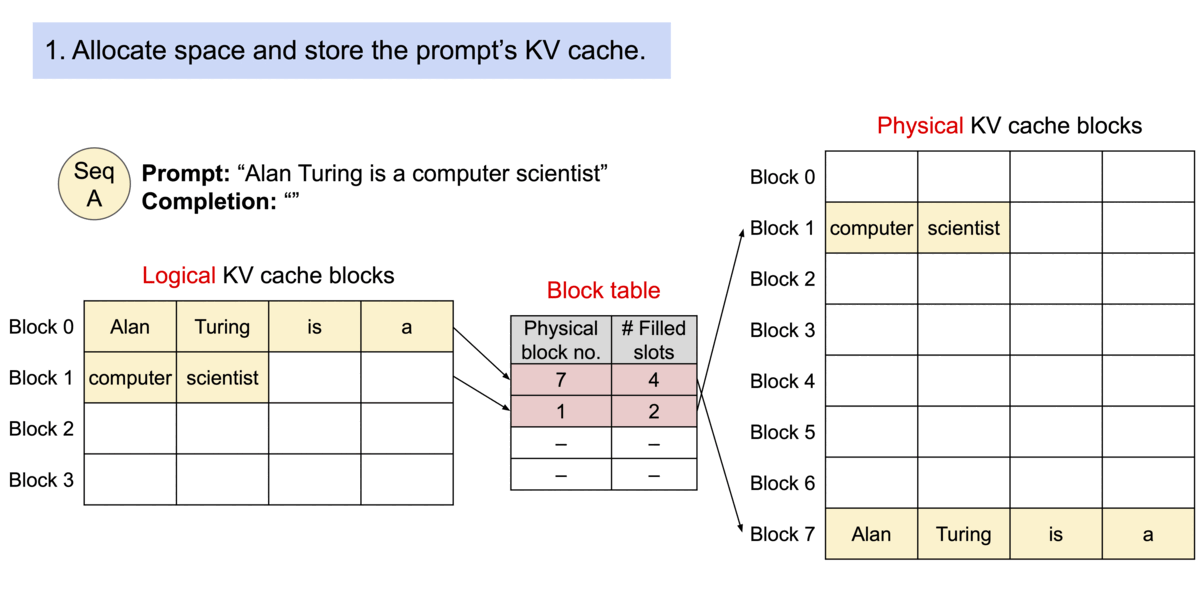 1. Allocate space and store the prompt’s KV cache.
Seq
A
Prompt: “Alan Turing is a computer scientist”
Completion: “”
Logical KV cache blocks
Block 0 Alan Turing is a
Block 1 computer scientist
Block 2
Block 3
Block table
Physical block no. # Filled slots
7 4
1 2
– –
– –
Physical KV cache blocks
Block 0
Block 1 computer scientist
Block 2
Block 3
Block 4
Block 5
Block 6
Block 7 Alan Turing is a